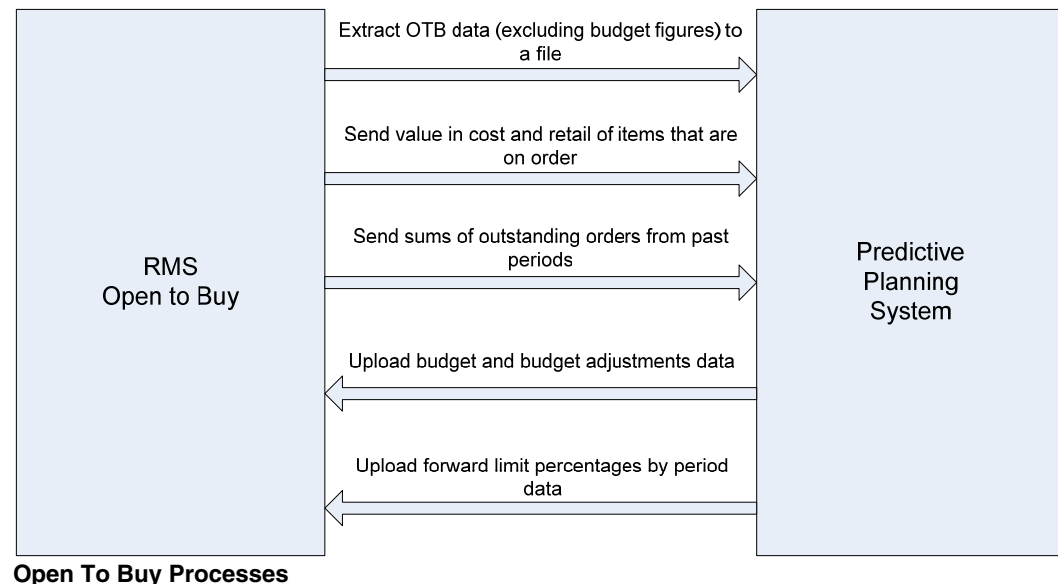 Extract OTB data (excluding budget figures) to
a file
Send value in cost and retail of items that are
on order
Send sums of outstanding orders from past
periods
RMS
Open to Buy
Predictive
Planning
System
Upload budget and budget adjustments data
Upload forward limit percentages by period
data
Open To Buy Processes